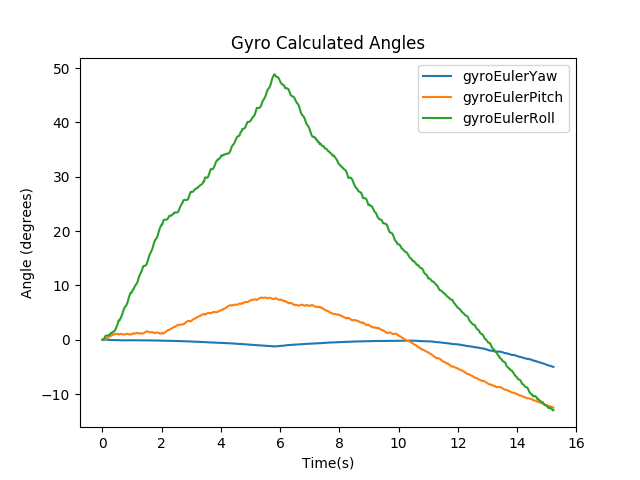 Gyro Calculated Angles
gyroEulerYaw
gyroEulerPitch
gyroEulerRoll
Angle (degrees)
50
40
30
20
10
0
−10
0 2 4 6 8 10 12 14 16
Time(s)